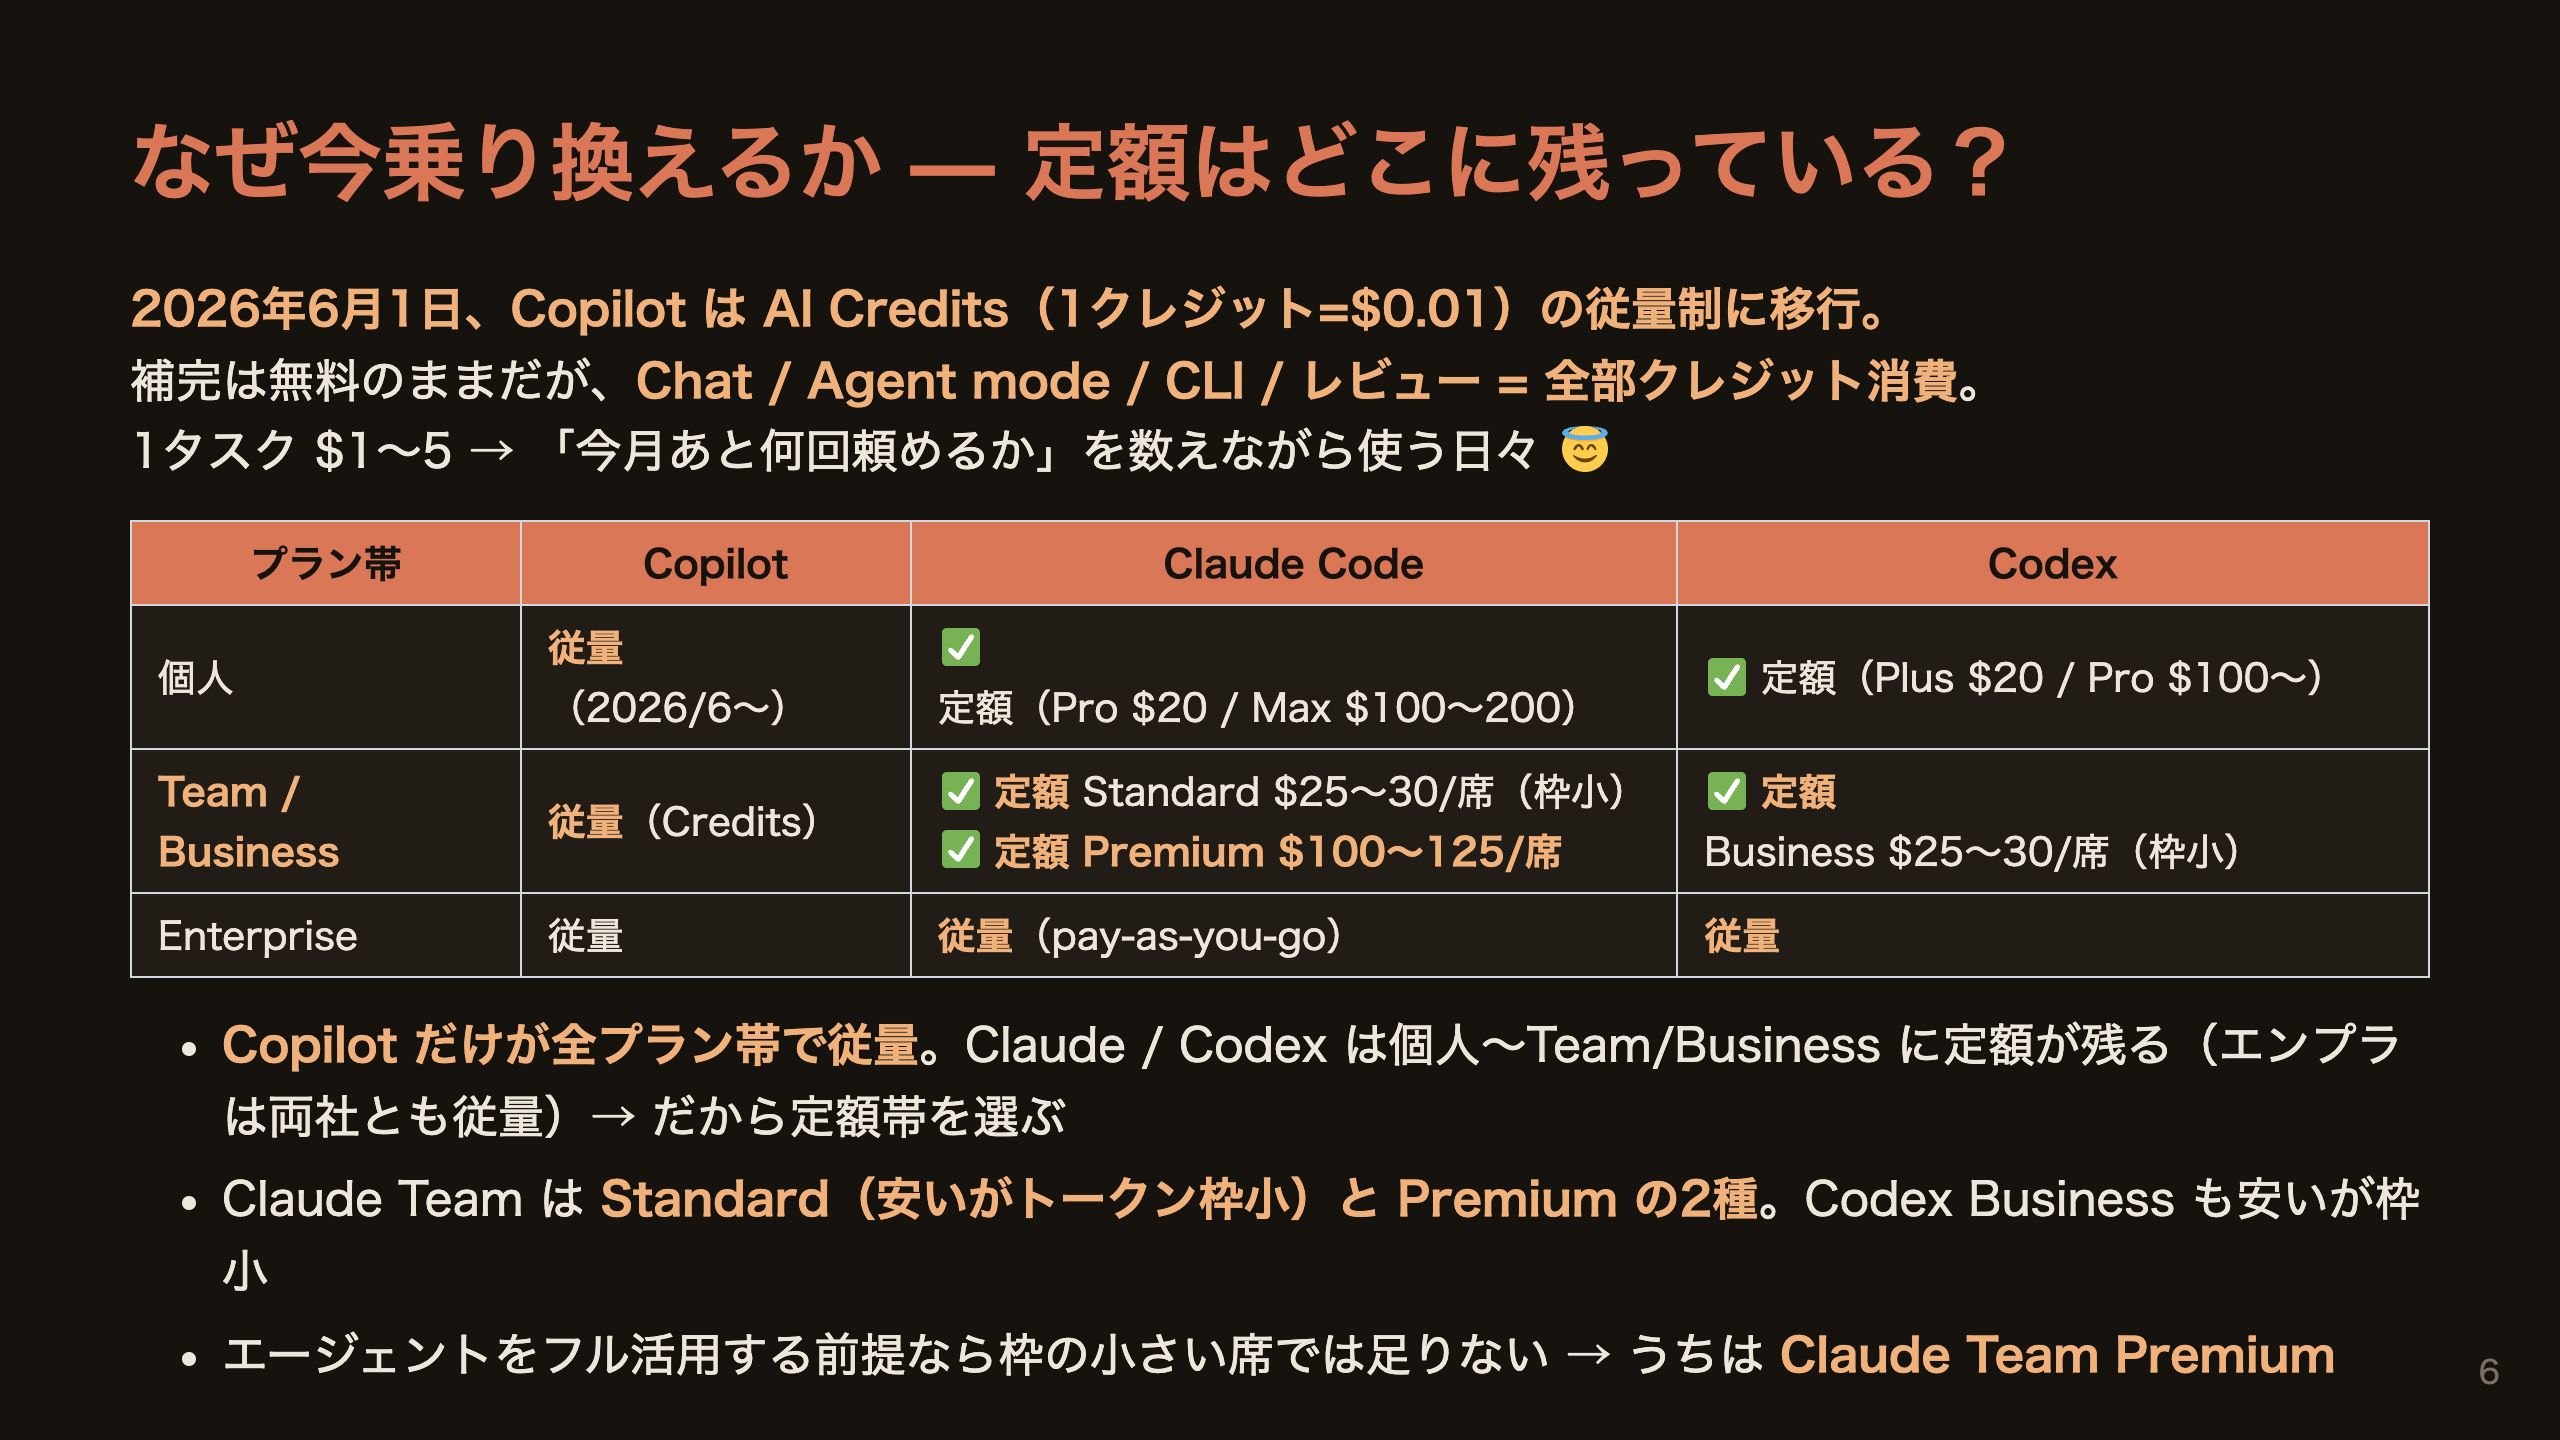 なぜ今乗り換えるか — 定額はどこに残っている？
2026年6月1日、Copilot は AI Credits（1クレジット=$0.01）の従量制に移行。
補完は無料のままだが、Chat / Agent mode / CLI / レビュー = 全部クレジット消費。
1タスク $1〜5 → 「今月あと何回頼めるか」を数えながら使う日々 😇
プラン帯 Copilot Claude Code Codex
個人
従量
（2026/6〜）
✅
定額（Pro $20 / Max $100〜200）
✅ 定額（Plus $20 / Pro $100〜）
Team /
Business
従量（Credits）
✅ 定額 Standard $25〜30/席（枠小）
✅ 定額 Premium $100〜125/席
✅ 定額
Business $25〜30/席（枠小）
Enterprise 従量 従量（pay-as-you-go） 従量
• Copilot だけが全プラン帯で従量。Claude / Codex は個人〜Team/Business に定額が残る（エンプラ
は両社とも従量）→ だから定額帯を選ぶ
• Claude Team は Standard（安いがトークン枠小）と Premium の2種。Codex Business も安いが枠
小
• エージェントをフル活用する前提なら枠の小さい席では足りない → うちは Claude Team Premium
6